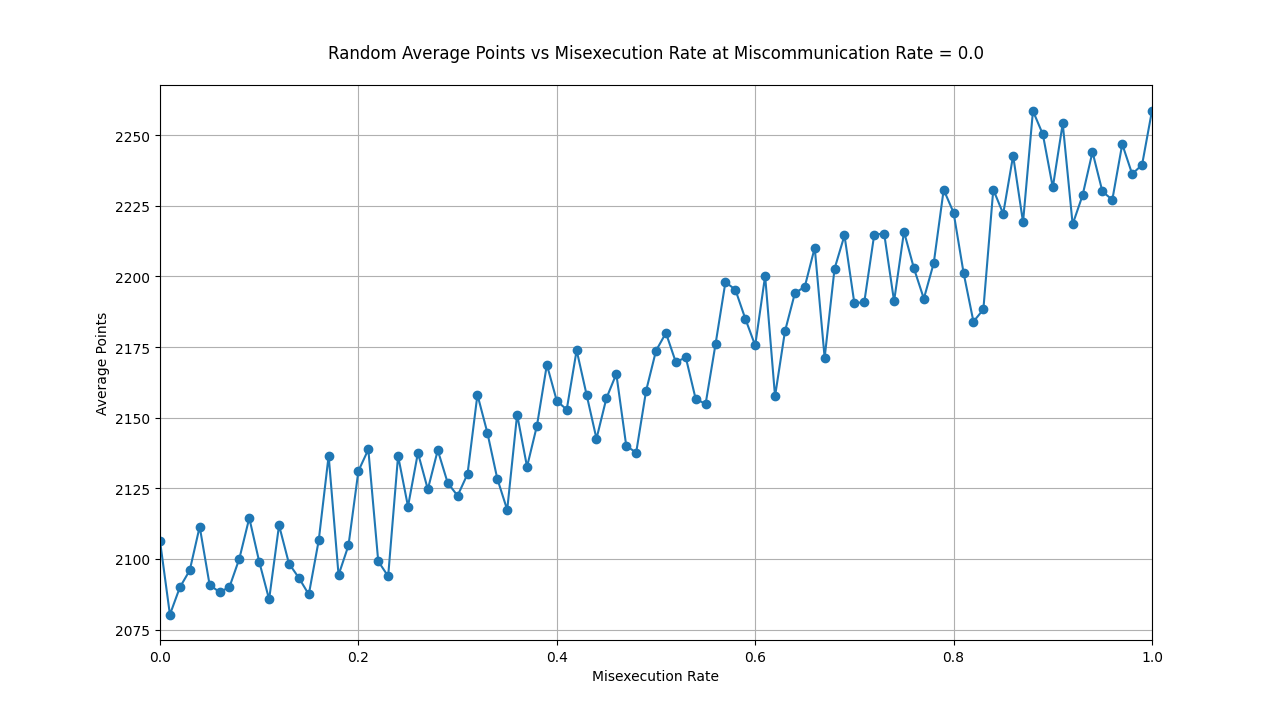 Random Average Points vs Misexecution Rate at Miscommunication Rate = 0.0
2250
2225
2200
2175
2150
2125
2100
2075
Average Points
0.0 0.2 0.4 0.6 0.8 1.0
Misexecution Rate